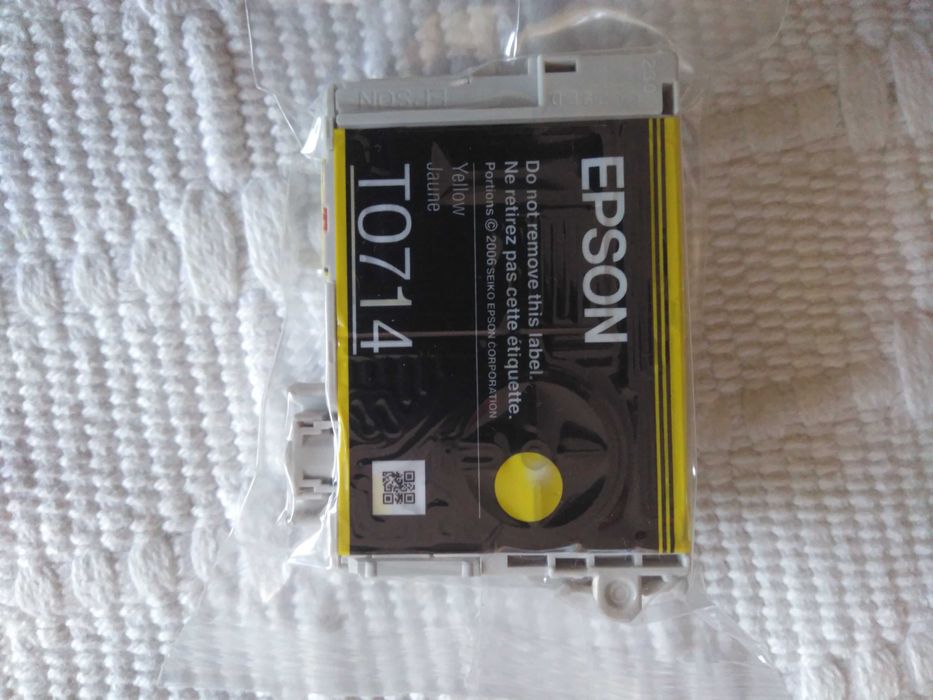 EPSON
Do not remove this label.
Ne retirez pas cette étiquette.
Portions © 2006 SEIKO EPSON CORPORATION
Yellow
Jaune
T0714
EPSON